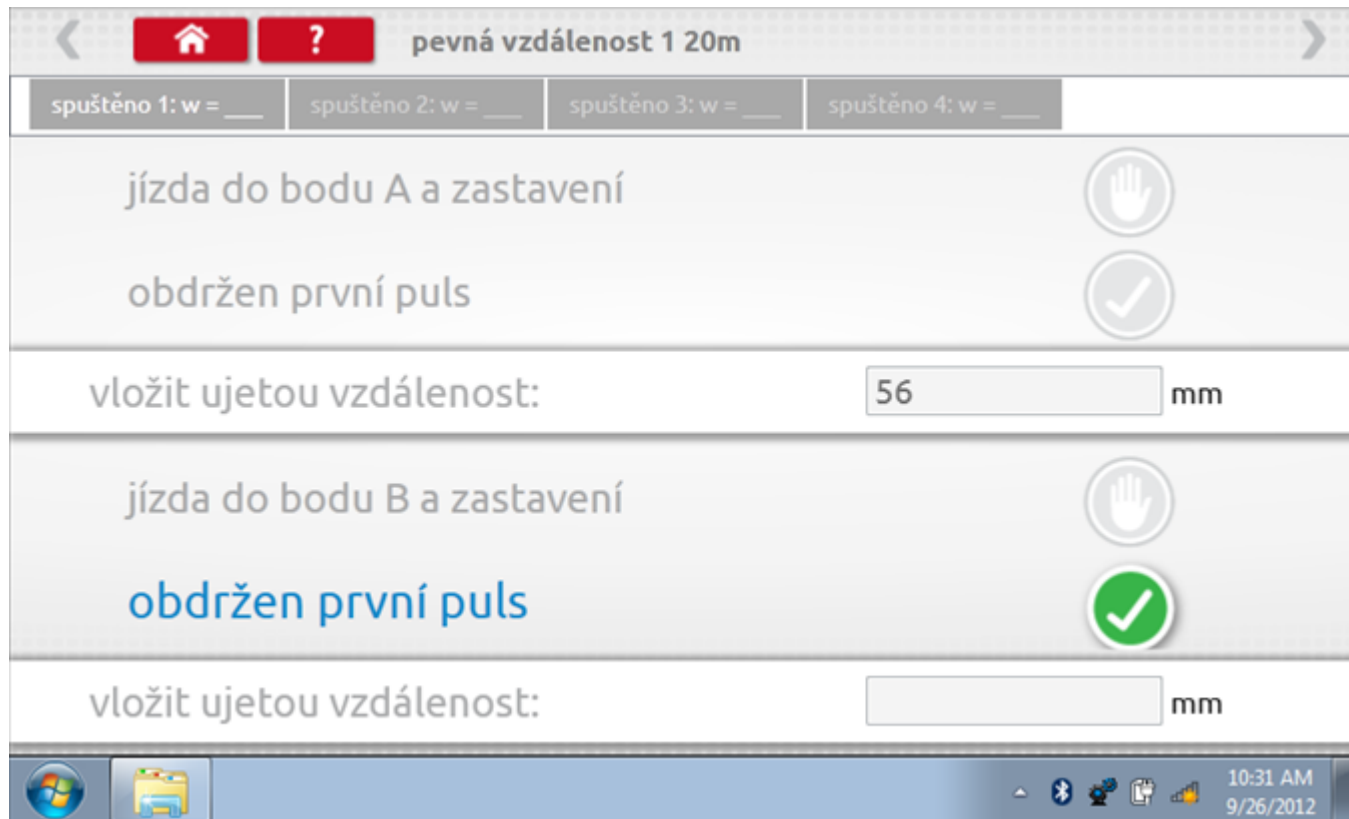 ? pevná vzdálenost 1 20m
spuštěno 1: w = ___ spuštěno 2: w = ___ spuštěno 3: w = ___ spuštěno 4: w = ___
jízda do bodu A a zastavení
obdržen první puls
vložit ujetou vzdálenost: 56 mm
jízda do bodu B a zastavení
obdržen první puls
vložit ujetou vzdálenost: mm
10:31 AM
9/26/2012